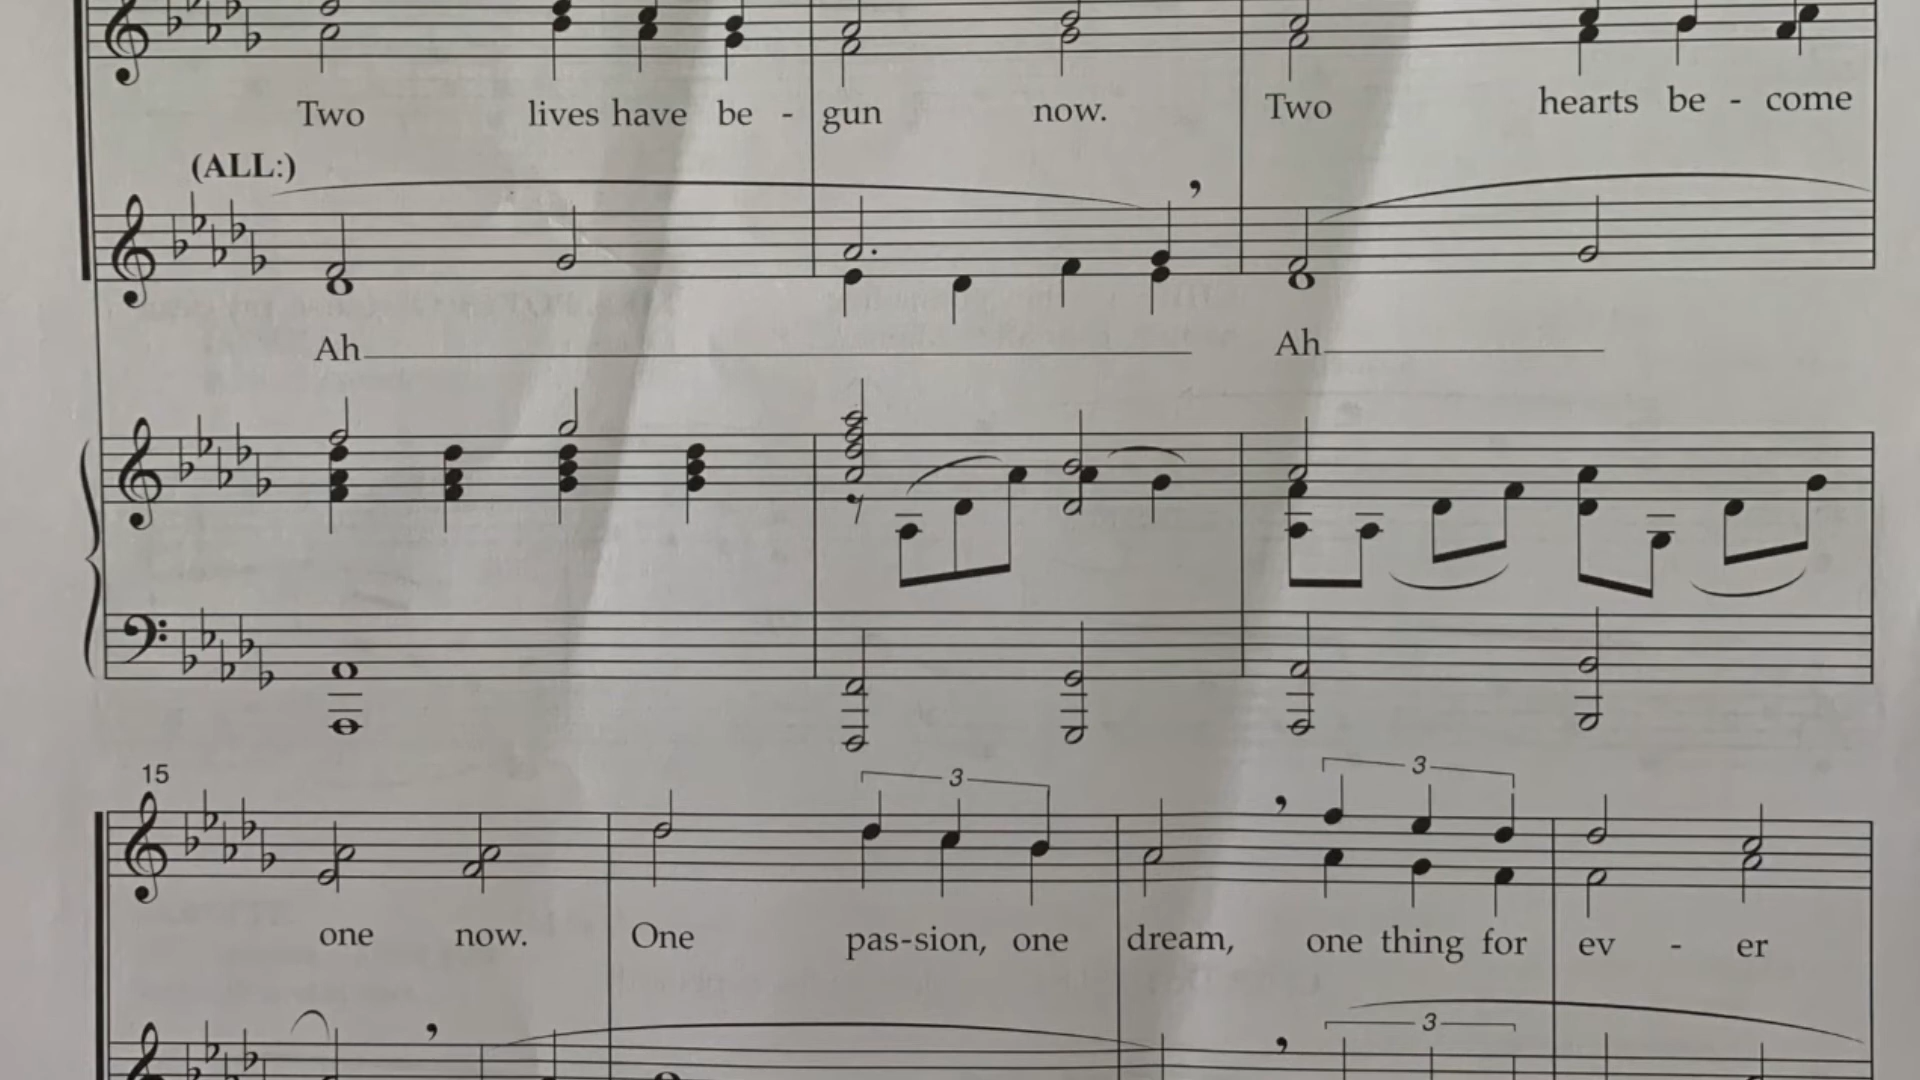 Two lives have be - gun now. Two hearts be - come
(ALL:)
Ah Ah
15
3 3
one now. One pas-sion, one dream, one thing for ev - er
3